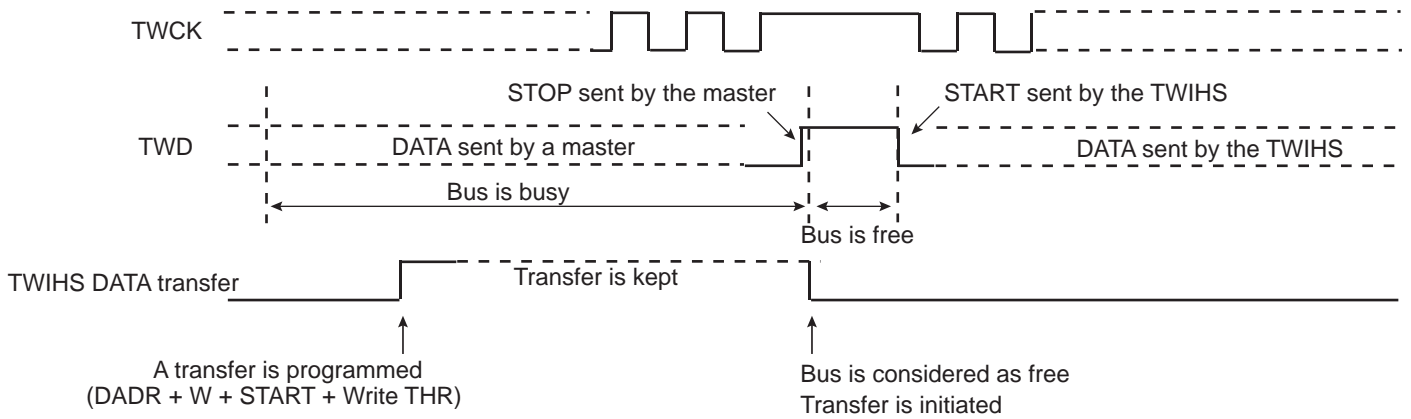 TWCK
STOP sent by the master
START sent by the TWIHS
TWD
DATA sent by a master
DATA sent by the TWIHS
Bus is busy
Bus is free
TWIHS DATA transfer
Transfer is kept
A transfer is programmed
(DADR + W + START + Write THR)
Bus is considered as free
Transfer is initiated